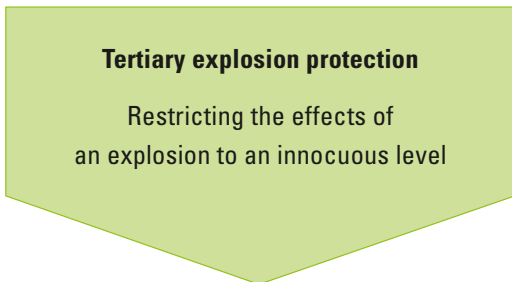 Tertiary explosion protection
Restricting the effects of
an explosion to an innocuous level